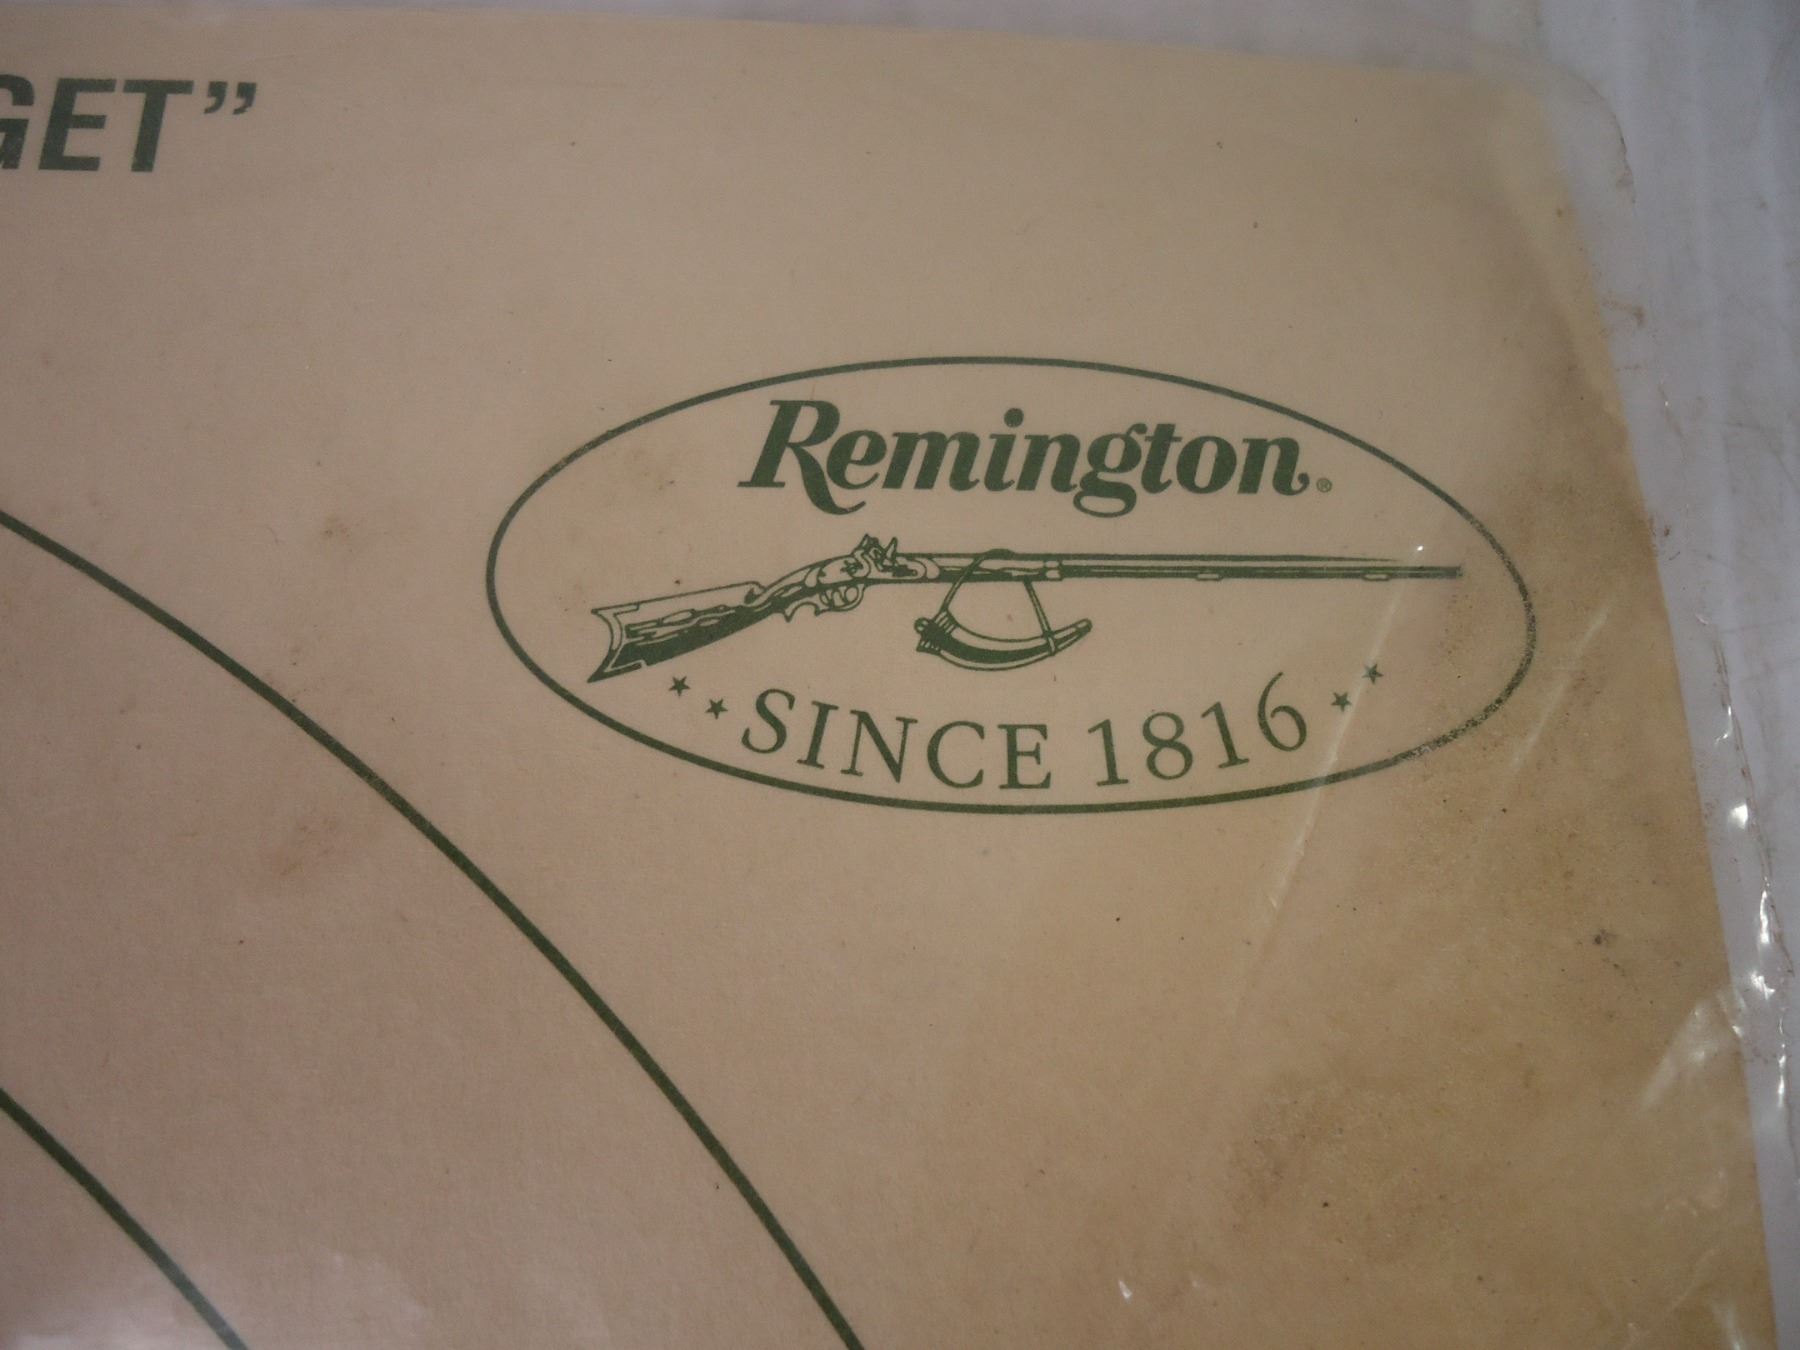 GET”
Remington®
SINCE 1816